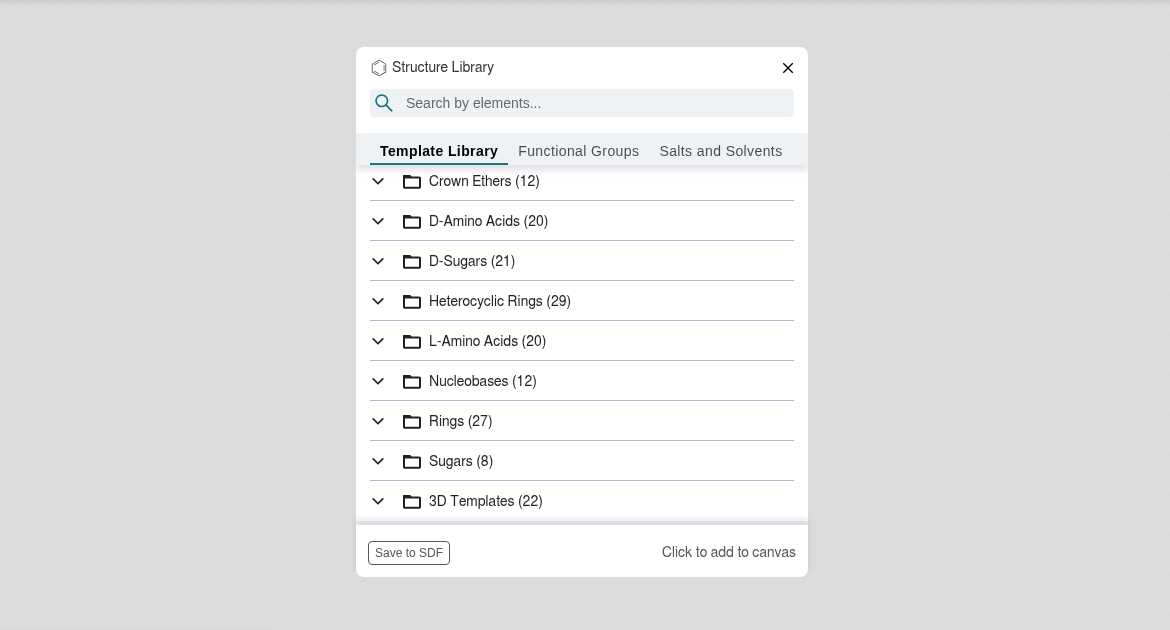 Structure Library
Search by elements...
Template Library Functional Groups Salts and Solvents
Crown Ethers (12)
D-Amino Acids (20)
D-Sugars (21)
Heterocyclic Rings (29)
L-Amino Acids (20)
Nucleobases (12)
Rings (27)
Sugars (8)
3D Templates (22)
Save to SDF Click to add to canvas